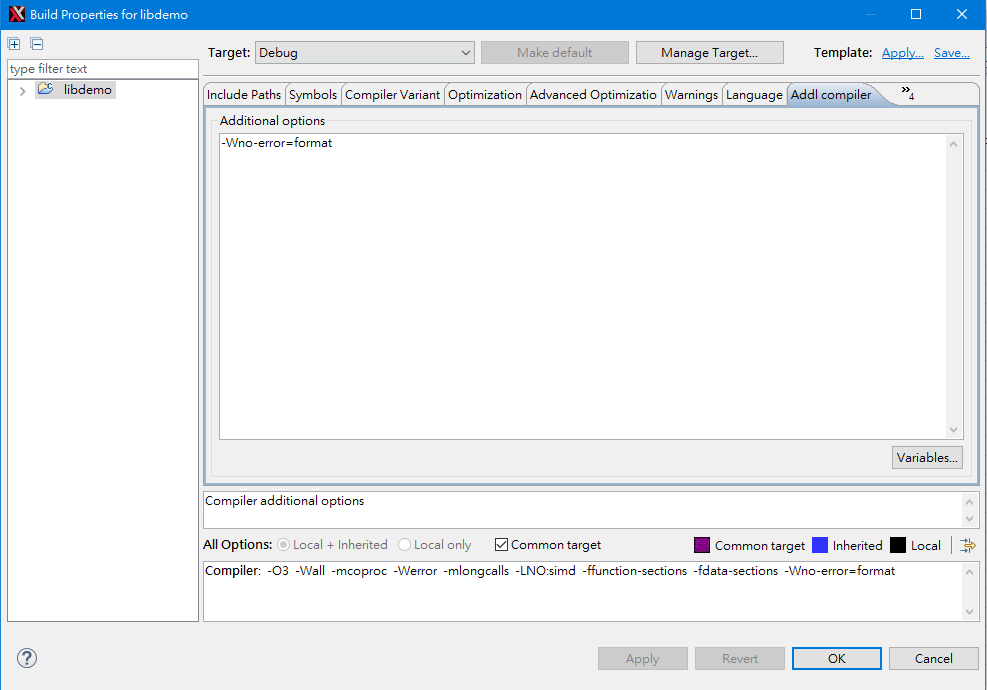 Build Properties for libdemo
type filter text
libdemo
Target: Debug Make default Manage Target... Template: Apply... Save...
Include Paths Symbols Compiler Variant Optimization Advanced Optimizatio Warnings Language Addl compiler »4
Additional options
-Wno-error=format
Variables...
Compiler additional options
All Options: Local + Inherited Local only Common target Common target Inherited Local
Compiler: -O3 -Wall -mcoproc -Werror -mlongcalls -LNO:simd -ffunction-sections -fdata-sections -Wno-error=format
? Apply Revert OK Cancel